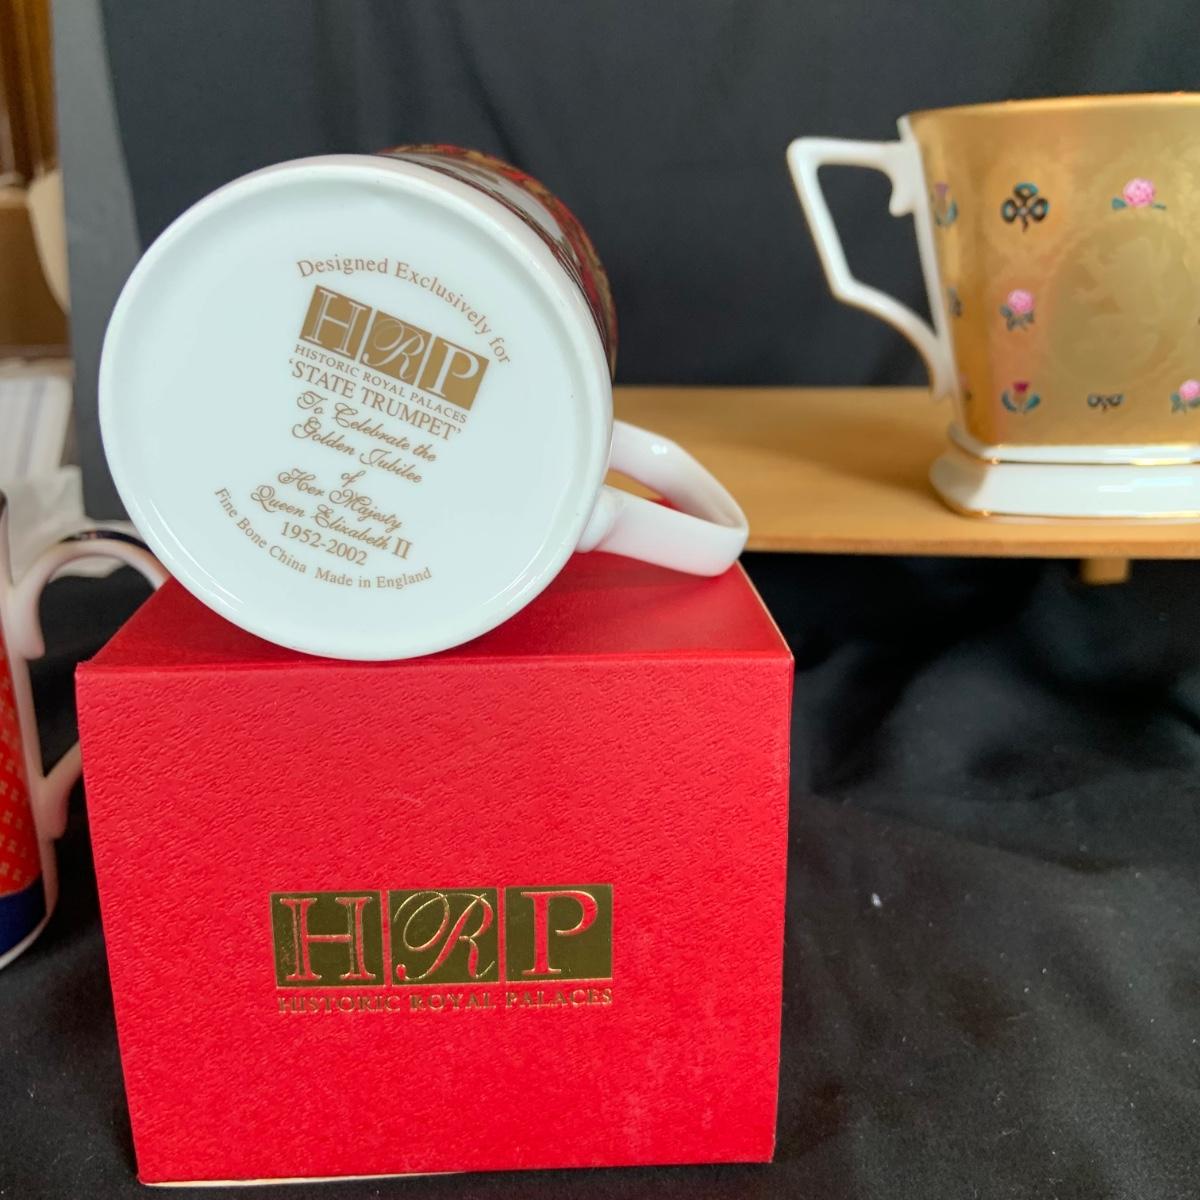 Designed Exclusively for
HRP
HISTORIC ROYAL PALACES
'STATE TRUMPET'
To Celebrate the
Golden Jubilee
of
Her Majesty
Queen Elizabeth II
1952-2002
Fine Bone China Made in England
HRP
HISTORIC ROYAL PALACES